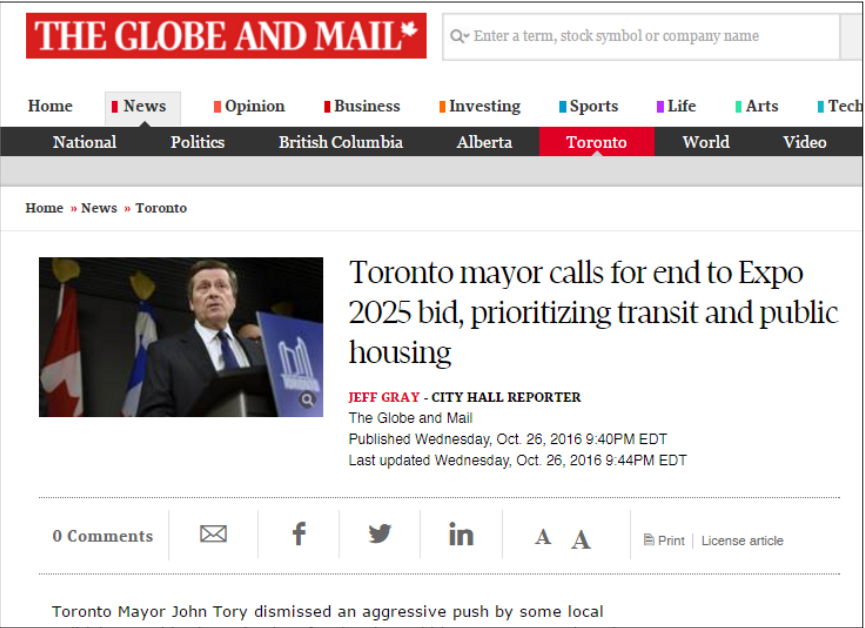 THE GLOBE AND MAIL
Enter a term, stock symbol or company name
Home News Opinion Business Investing Sports Life Arts Tech
National Politics British Columbia Alberta Toronto World Video
Home » News » Toronto
Toronto mayor calls for end to Expo
2025 bid, prioritizing transit and public
housing
JEFF GRAY - CITY HALL REPORTER
The Globe and Mail
Published Wednesday, Oct. 26, 2016 9:40PM EDT
Last updated Wednesday, Oct. 26, 2016 9:44PM EDT
0 Comments f in A A Print | License article
Toronto Mayor John Tory dismissed an aggressive push by some local